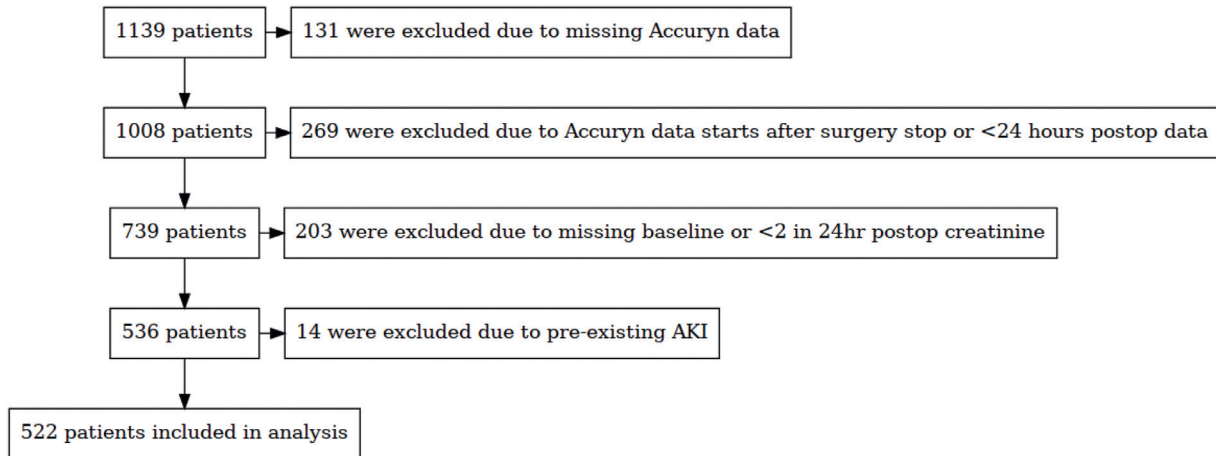 1139 patients
131 were excluded due to missing Accuryn data
1008 patients
269 were excluded due to Accuryn data starts after surgery stop or <24 hours postop data
739 patients
203 were excluded due to missing baseline or <2 in 24hr postop creatinine
536 patients
14 were excluded due to pre-existing AKI
522 patients included in analysis